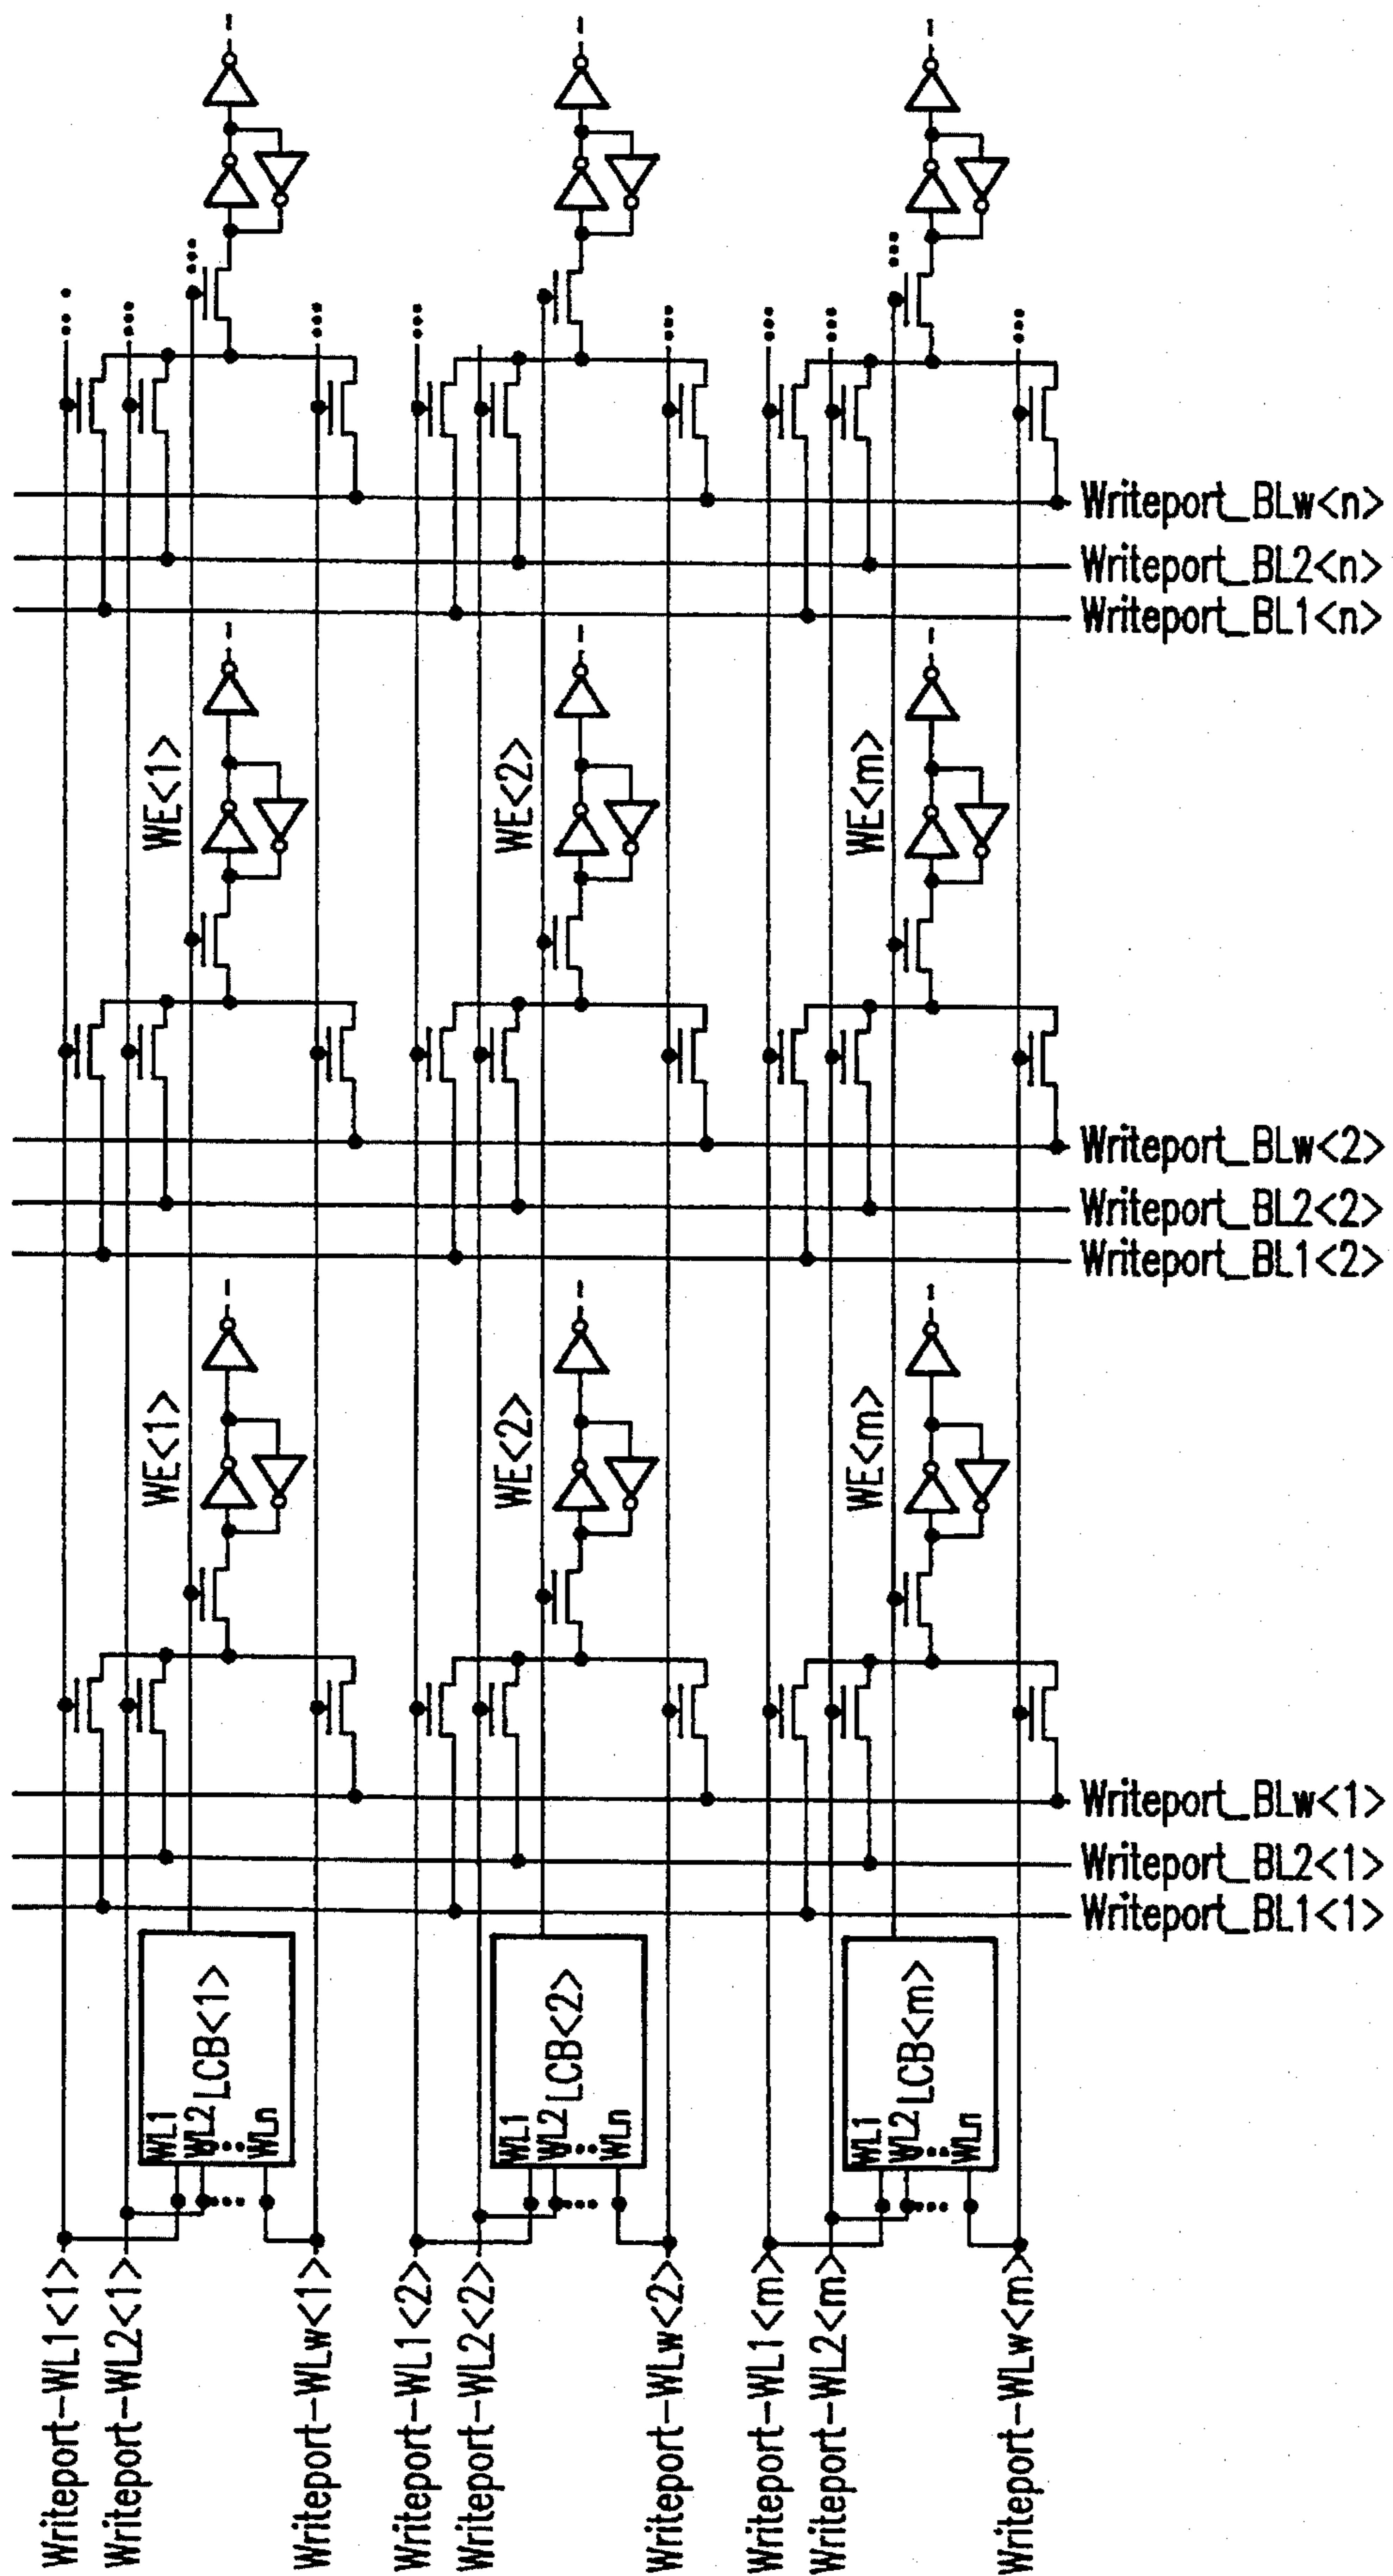 Writeport_BLw<n>
Writeport_BL2<n>
Writeport_BL1<n>
WE<1>
WE<2>
WE<m>
Writeport_BLw<2>
Writeport_BL2<2>
Writeport_BL1<2>
WE<1>
WE<2>
WE<m>
Writeport_BLw<1>
Writeport_BL2<1>
Writeport_BL1<1>
WL1
WL2
WLn
LCB<1>
WL1
WL2
WLn
LCB<2>
WL1
WL2
WLn
LCB<m>
Writeport-WL1<1>
Writeport-WL2<1>
Writeport-WLw<1>
Writeport-WL1<2>
Writeport-WL2<2>
Writeport-WLw<2>
Writeport-WL1<m>
Writeport-WL2<m>
Writeport-WLw<m>